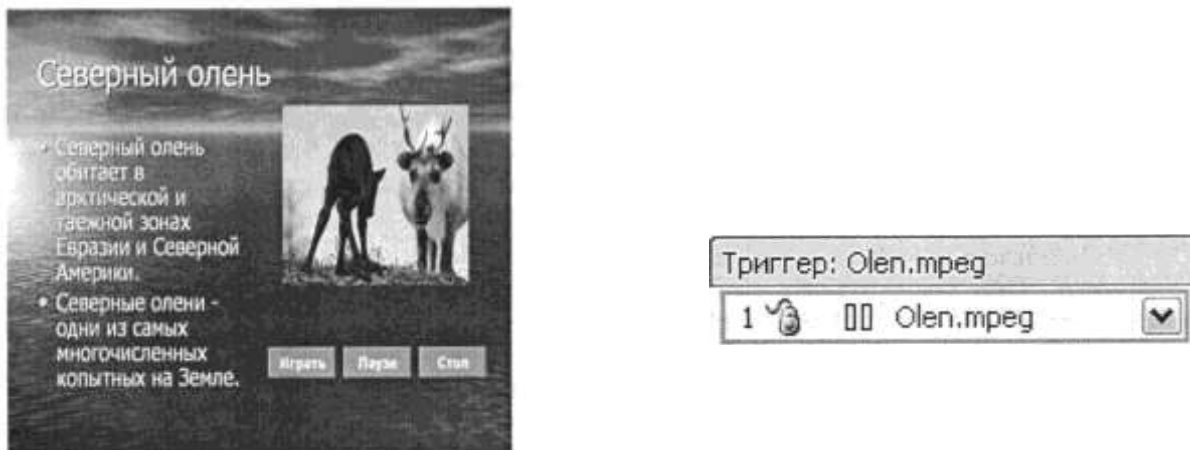 Северный олень
• Северный олень
обитает в
арктической и
таежной зонах
Евразии и Северной
Америки.
• Северные олени -
одни из самых
многочисленных
копытных на Земле.
Играть Паузе Стоп
Триггер: Olen.mpeg
1 Olen.mpeg